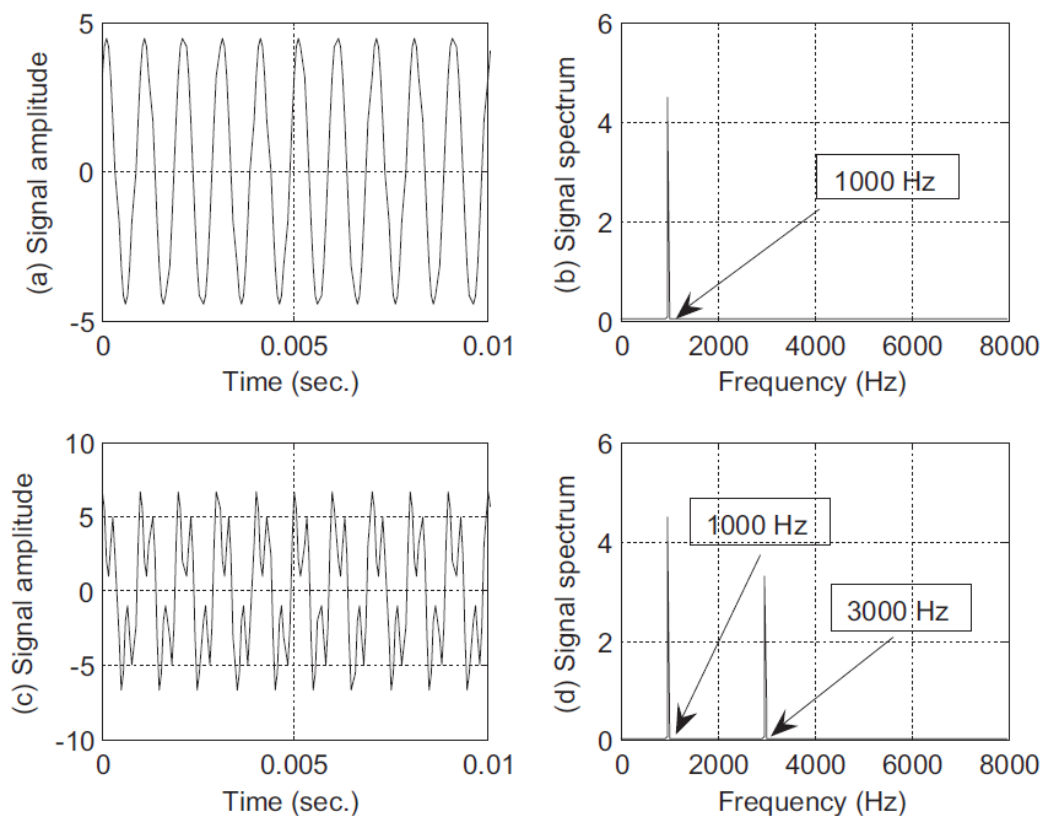 (a) Signal amplitude
5
0
-5
0
0.005
0.01
Time (sec.)
(b) Signal spectrum
6
4
2
0
1000 Hz
0
2000
4000
6000
8000
Frequency (Hz)
(c) Signal amplitude
10
5
0
-5
-10
0
0.005
0.01
Time (sec.)
(d) Signal spectrum
6
4
2
0
1000 Hz
3000 Hz
0
2000
4000
6000
8000
Frequency (Hz)